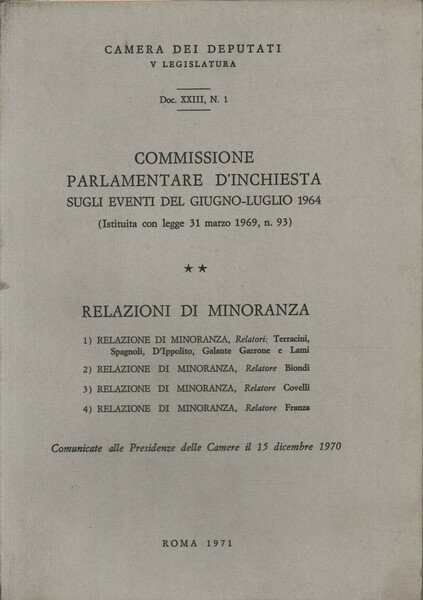 CAMERA DEI DEPUTATI
V LEGISLATURA
Doc. XXIII, N. 1
COMMISSIONE
PARLAMENTARE D'INCHIESTA
SUGLI EVENTI DEL GIUGNO-LUGLIO 1964
(Istituita con legge 31 marzo 1969, n. 93)
★ ★
RELAZIONI DI MINORANZA
1) RELAZIONE DI MINORANZA, Relatori: Terracini,
Spagnoli, D'Ippolito, Galante Garrone e Lami
2) RELAZIONE DI MINORANZA, Relatore Biondi
3) RELAZIONE DI MINORANZA, Relatore Covelli
4) RELAZIONE DI MINORANZA, Relatore Franza
Comunicate alle Presidenze delle Camere il 15 dicembre 1970
ROMA 1971